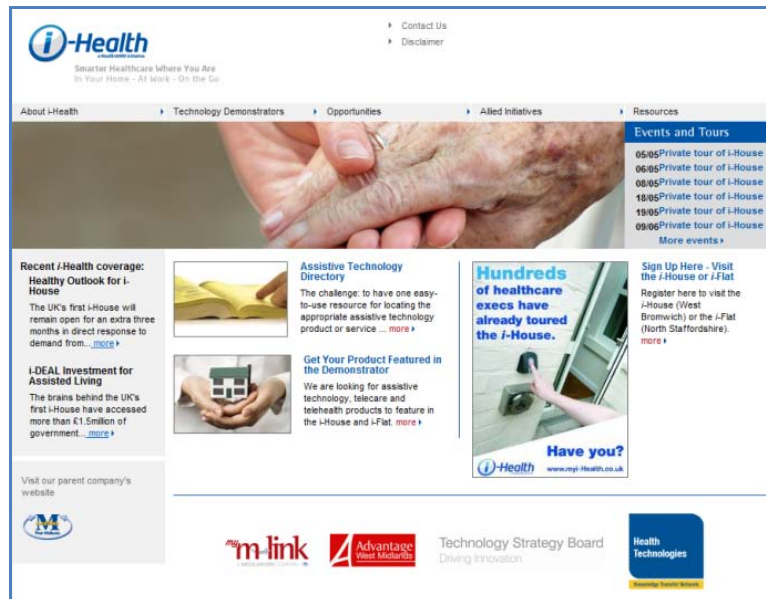 Contact Us
Disclaimer
i-Health
Smarter Healthcare Where You Are
In Your Home - At Work - On the Go
About i-Health
Technology Demonstrators
Opportunities
Allied Initiatives
Resources
Events and Tours
05/05 Private tour of i-House
06/05 Private tour of i-House
08/05 Private tour of i-House
18/05 Private tour of i-House
19/05 Private tour of i-House
09/06 Private tour of i-House
More events
Recent i-Health coverage:
Healthy Outlook for i-
House
The UK's first i-House will
remain open for an extra three
months in direct response to
demand from... more
i-DEAL Investment for
Assisted Living
The brains behind the UK's
first i-House have accessed
more than £1.5million of
government... more
Assistive Technology
Directory
The challenge: to have one easy-
to-use resource for locating the
appropriate assistive technology
product or service ... more
Get Your Product Featured in
the Demonstrator
We are looking for assistive
technology, telecare and
telehealth products to feature in
the i-House and i-Flat. more
Hundreds
of healthcare
execs have
already toured
the i-House.
Have you?
i-Health
www.myi-Health.co.uk
Sign Up Here - Visit
the i-House or i-Flat
Register here to visit the
i-House (West
Bromwich) or the i-Flat
(North Staffordshire).
more
Visit our parent company's
website
M
my m-link
Advantage
West Midlands
Technology Strategy Board
Driving Innovation
Health
Technologies
Knowledge Transfer Network